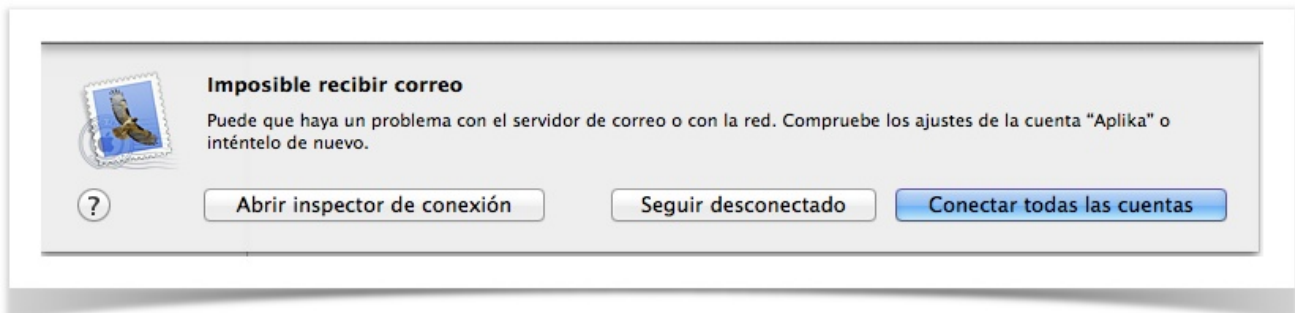 Imposible recibir correo
Puede que haya un problema con el servidor de correo o con la red. Compruebe los ajustes de la cuenta “Aplika” o
inténtelo de nuevo.
?
Abrir inspector de conexión
Seguir desconectado
Conectar todas las cuentas